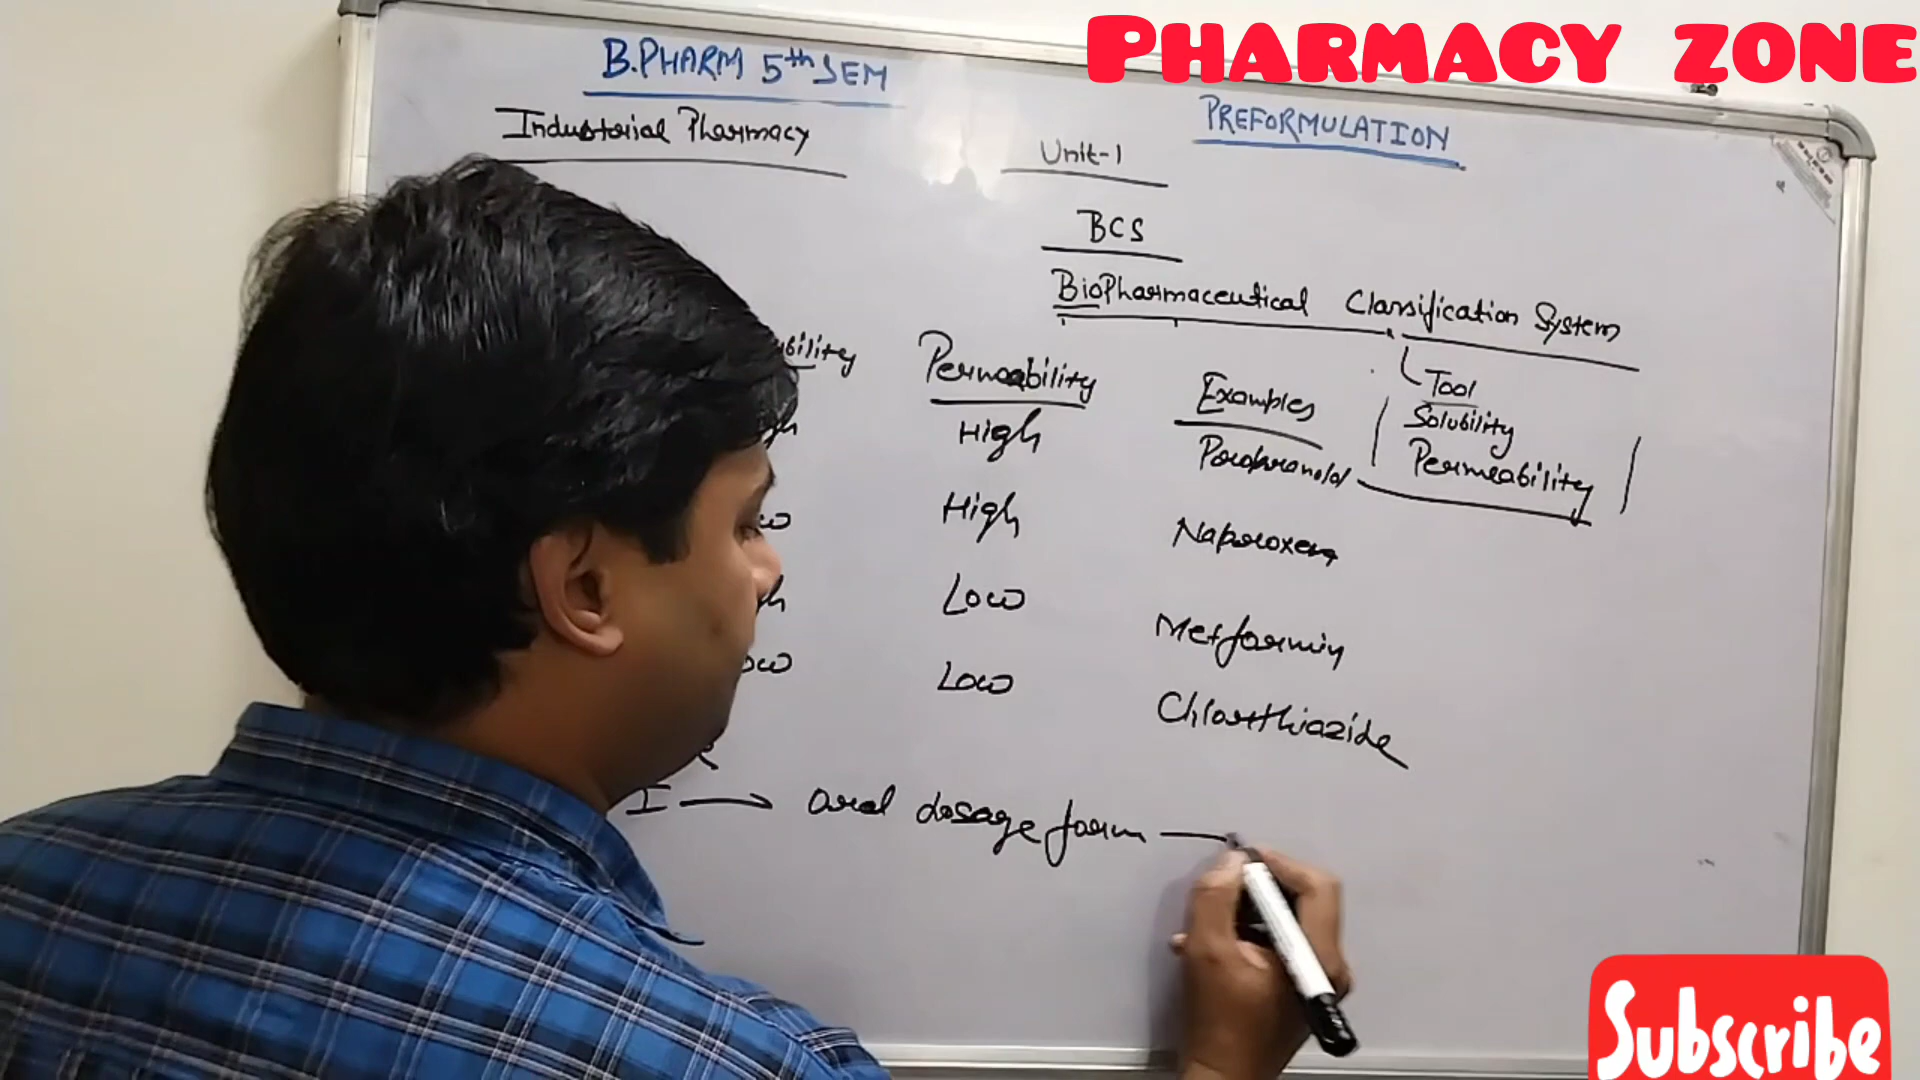 PHARMACY ZONE
B.PHARM 5th SEM
PREFORMULATION
Industrial Pharmacy
Unit-1
BCS
BioPharmaceutical Classification System
Permeability
Examples
Tool
Solubility
Permeability
High
Propranolol
High
Naproxen
Low
Metformin
Low
Chlorthiazide
I → oral dosage form —
Subscribe